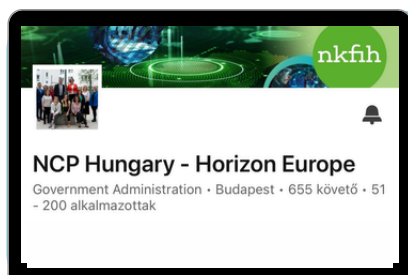 nkfih
NCP Hungary - Horizon Europe
Government Administration • Budapest • 655 követő • 51
- 200 alkalmazottak